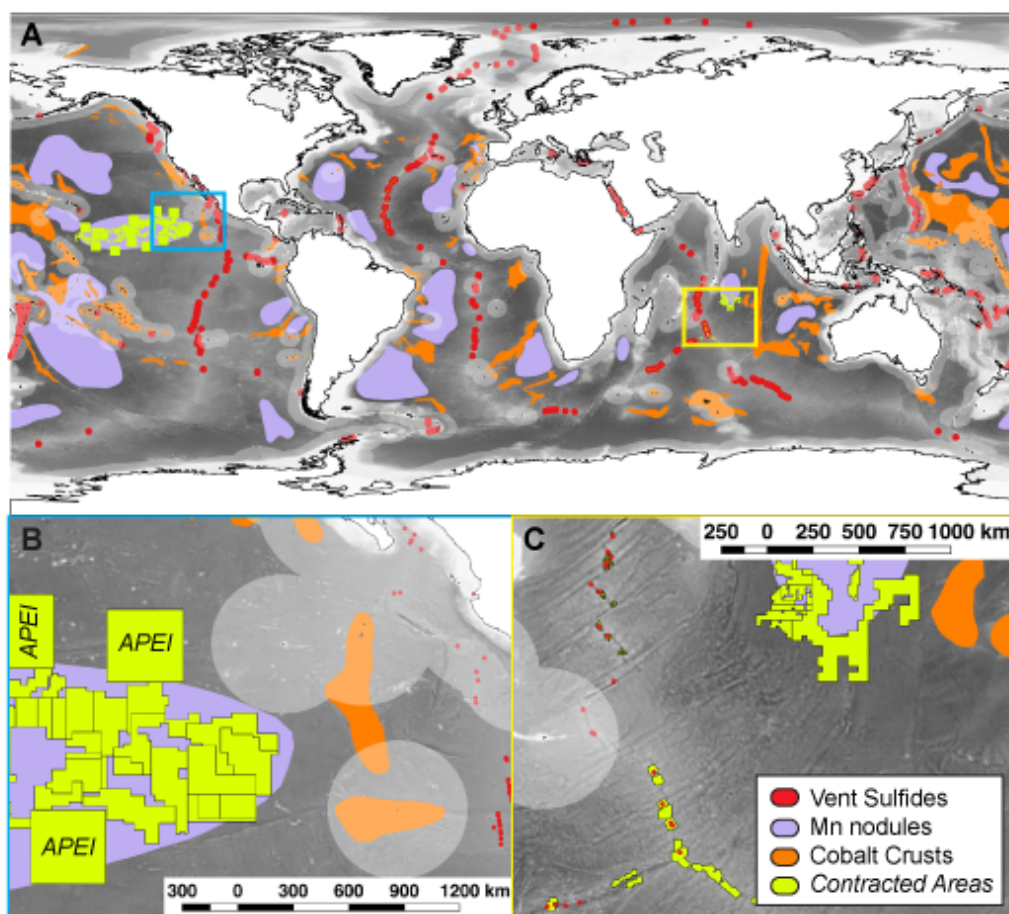 A
B
APEI
APEI
APEI
300 0 300 600 900 1200 km
C
250 0 250 500 750 1000 km
Vent Sulfides
Mn nodules
Cobalt Crusts
Contracted Areas